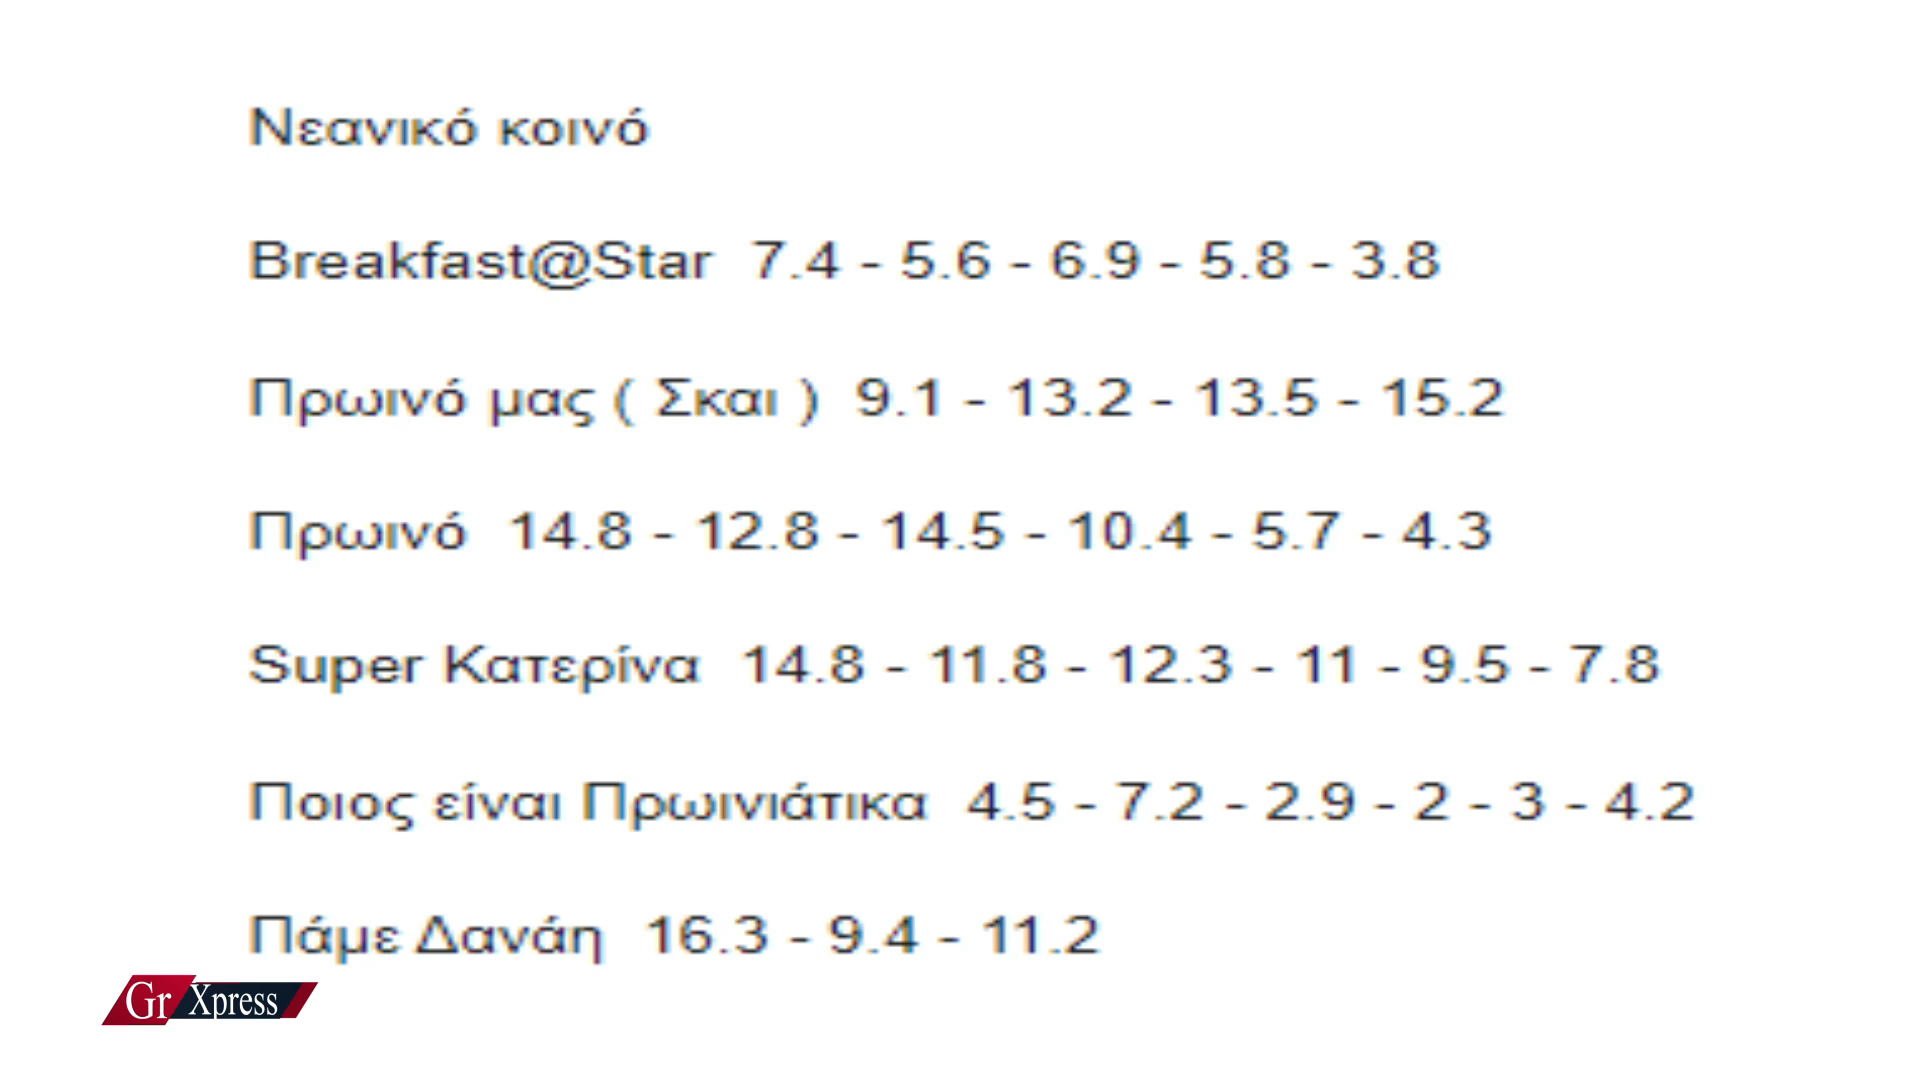 Νεανικό κοινό
Breakfast@Star 7.4 - 5.6 - 6.9 - 5.8 - 3.8
Πρωινό μας ( Σκαι ) 9.1 - 13.2 - 13.5 - 15.2
Πρωινό 14.8 - 12.8 - 14.5 - 10.4 - 5.7 - 4.3
Super Κατερίνα 14.8 - 11.8 - 12.3 - 11 - 9.5 - 7.8
Ποιος είναι Πρωινιάτικα 4.5 - 7.2 - 2.9 - 2 - 3 - 4.2
Πάμε Δανάη 16.3 - 9.4 - 11.2
Gr Xpress